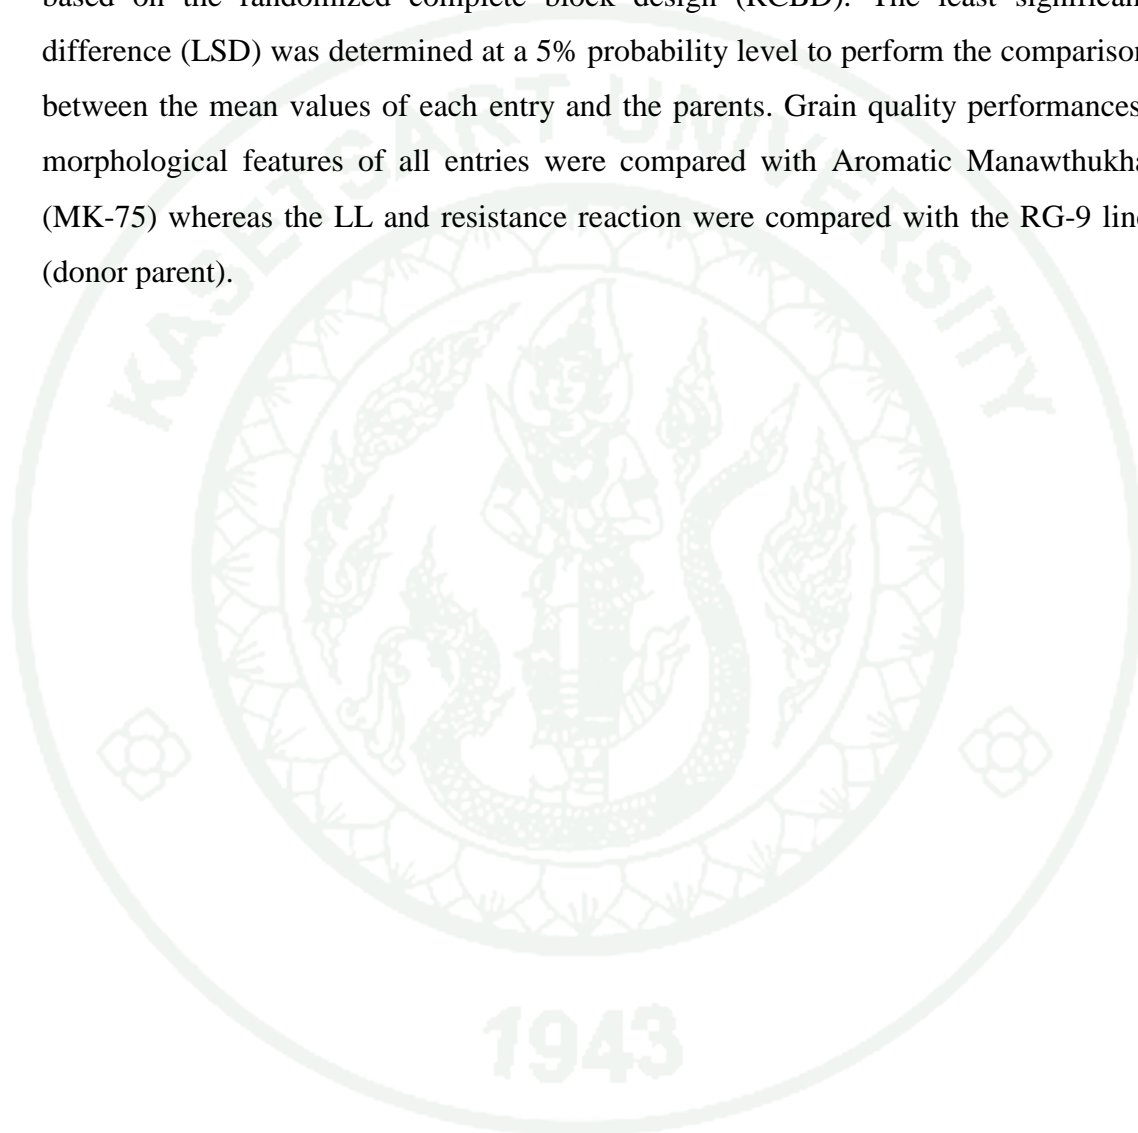 based on the randomized complete block design (RCBD). The least significan
difference (LSD) was determined at a 5% probability level to perform the comparison
between the mean values of each entry and the parents. Grain quality performances
morphological features of all entries were compared with Aromatic Manawthukha
(MK-75) whereas the LL and resistance reaction were compared with the RG-9 line
(donor parent).
KASETSART UNIVERSITY
1943